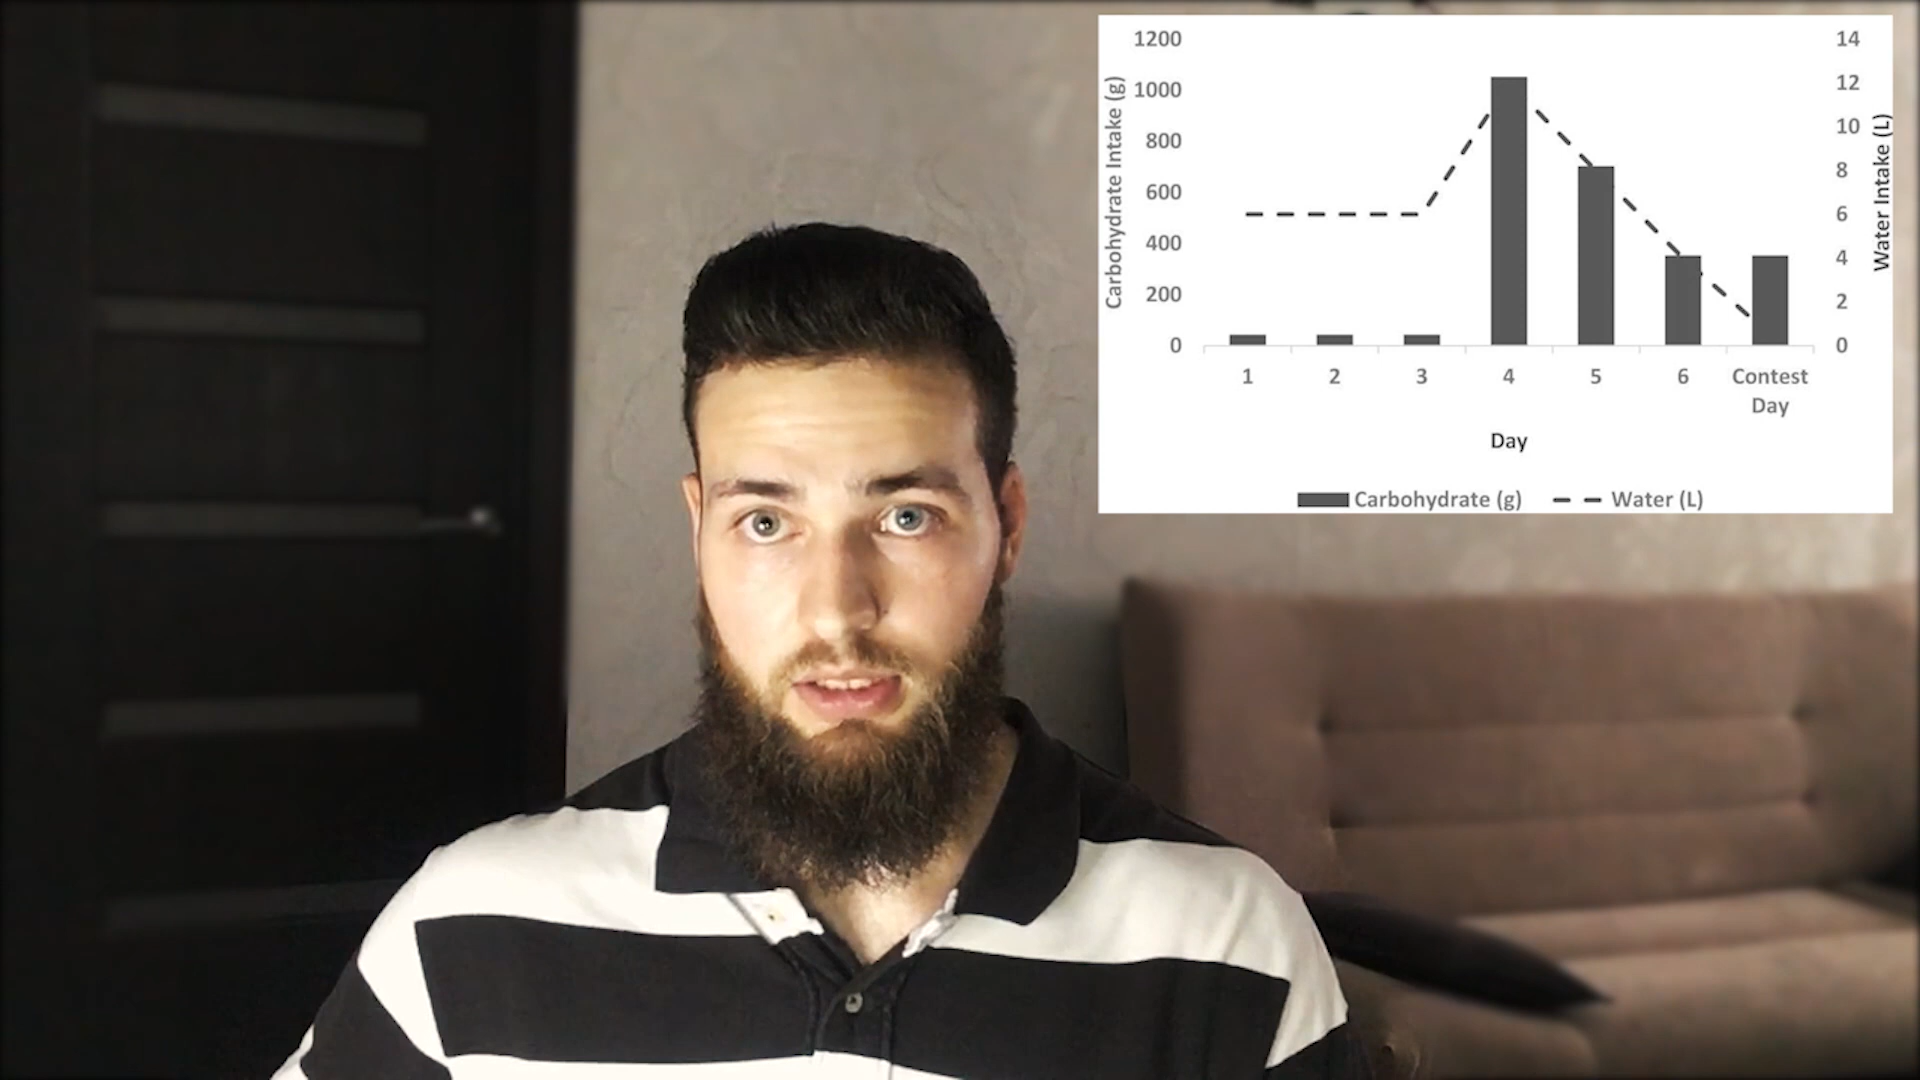 1200
1000
800
600
400
200
0
Carbohydrate Intake (g)
14
12
10
8
6
4
2
0
Water Intake (L)
1 2 3 4 5 6 Contest
Day
Day
Carbohydrate (g) Water (L)